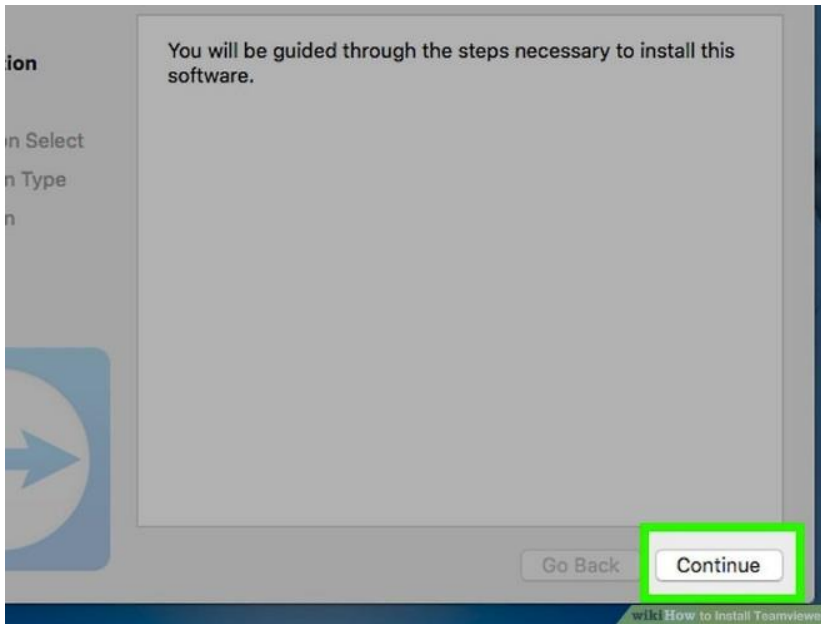 You will be guided through the steps necessary to install this
software.
ion
n Select
n Type
n
Go Back
Continue
wikiHow to Install Teamviewe